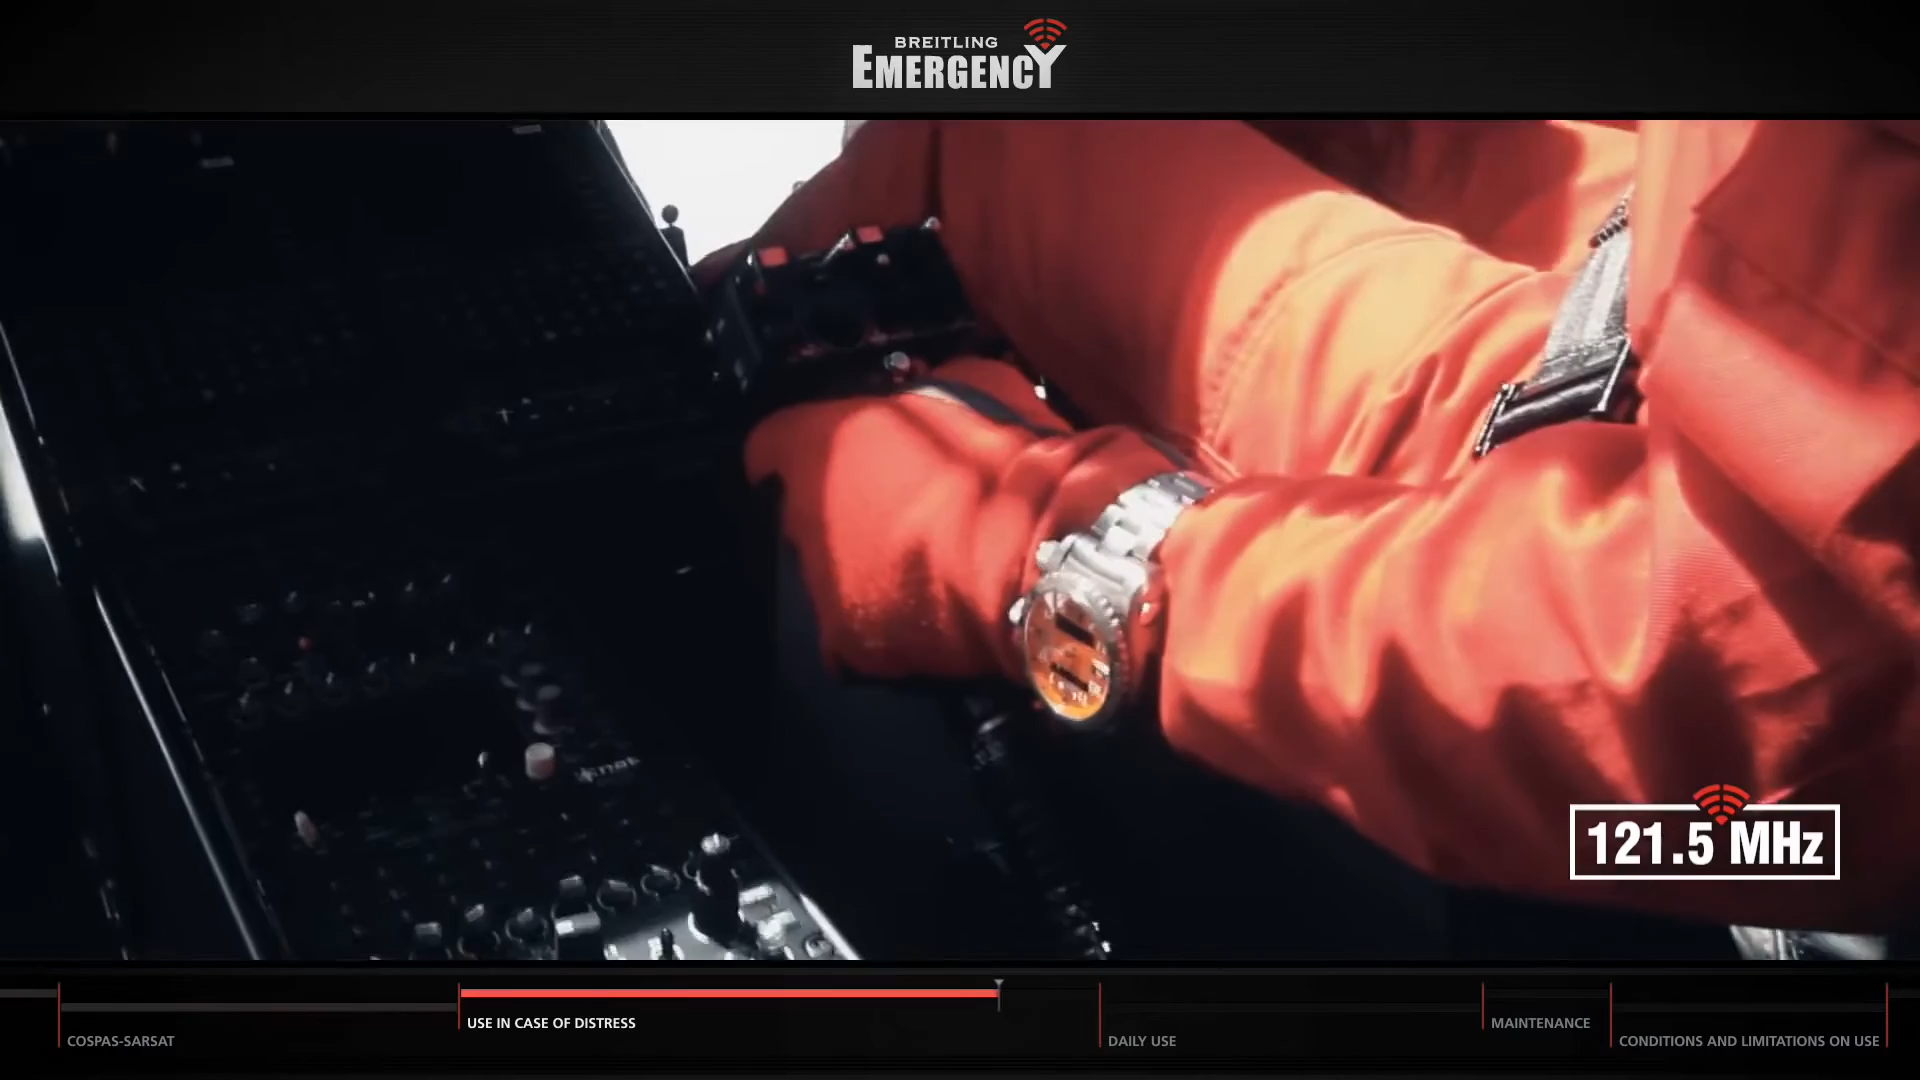 BREITLING
EMERGENCY
121.5 MHz
USE IN CASE OF DISTRESS
MAINTENANCE
COSPAS-SARSAT
DAILY USE
CONDITIONS AND LIMITATIONS ON USE